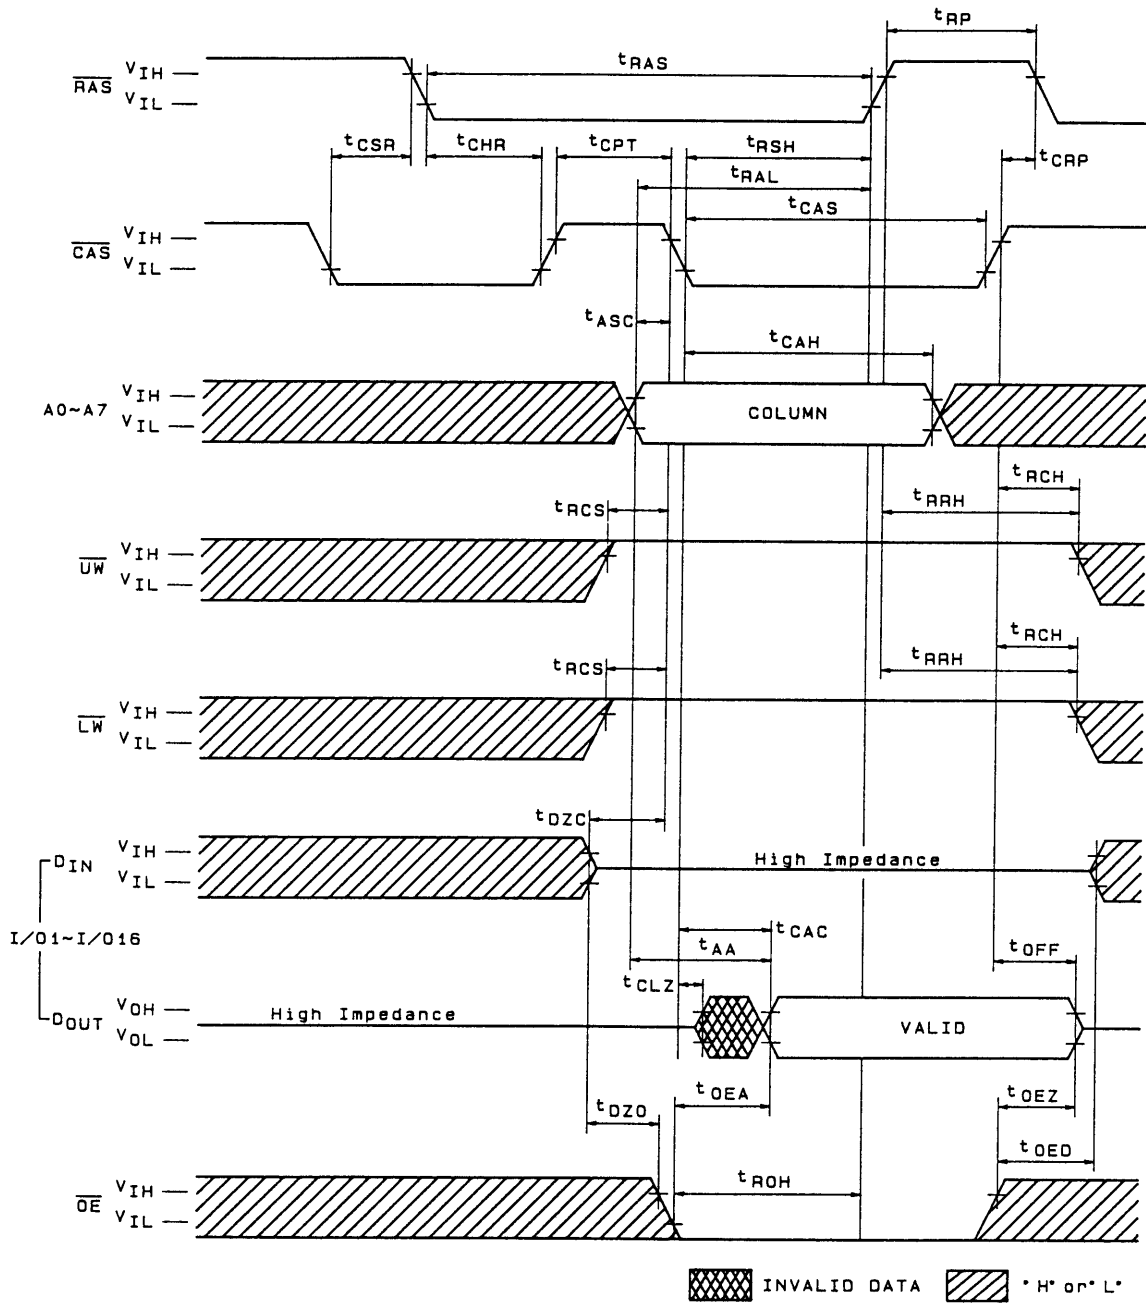 tRP
RAS VIH
VIL
tRAS
tCSR tCHR tCPT tRSH tCRP
tRAL
tCAS
CAS VIH
VIL
tASC
tCAH
A0~A7 VIH
VIL
COLUMN
tRCH
tRCS tRRH
UW VIH
VIL
tRCH
tRCS tRRH
LW VIH
VIL
tDZC
DIN VIH
VIL
High Impedance
I/O1~I/O16
tCAC
tAA tOFF
tCLZ
DOUT VOH
VOL
High Impedance
VALID
tOEA tOEZ
tDZO
tOED
tROH
OE VIH
VIL
INVALID DATA "H" or "L"